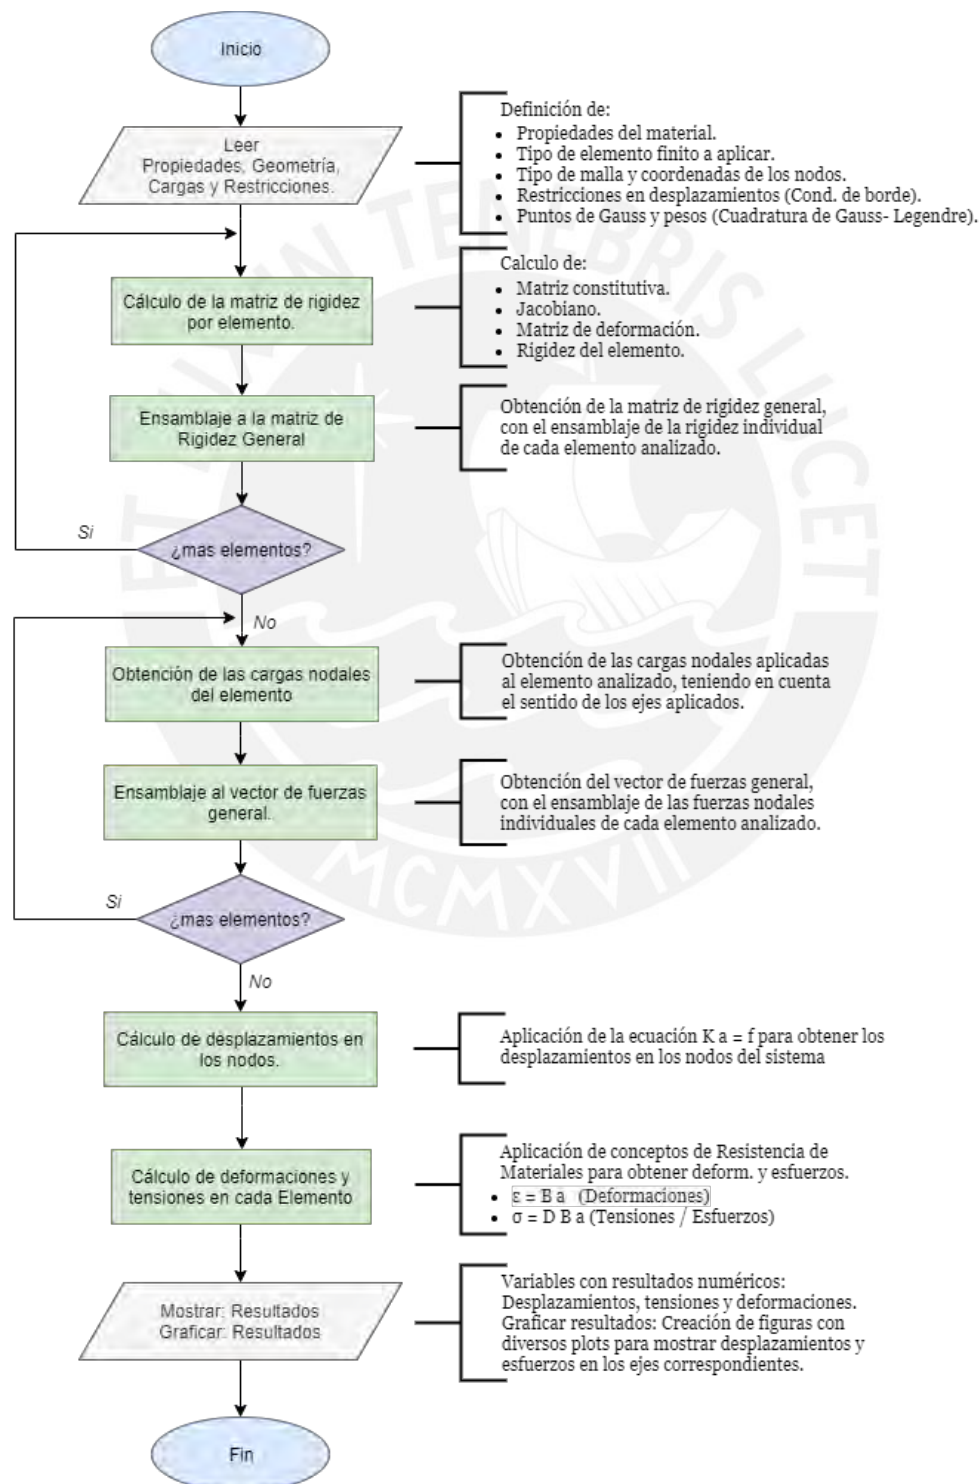 Inicio
Leer
Propiedades, Geometría,
Cargas y Restricciones.
Definición de:
• Propiedades del material.
• Tipo de elemento finito a aplicar.
• Tipo de malla y coordenadas de los nodos.
• Restricciones en desplazamientos (Cond. de borde).
• Puntos de Gauss y pesos (Cuadratura de Gauss- Legendre).
Cálculo de la matriz de rigidez
por elemento.
Calculo de:
• Matriz constitutiva.
• Jacobiano.
• Matriz de deformación.
• Rigidez del elemento.
Ensamblaje a la matriz de
Rigidez General
Obtención de la matriz de rigidez general,
con el ensamblaje de la rigidez individual
de cada elemento analizado.
Si
¿mas elementos?
No
Obtención de las cargas nodales
del elemento
Obtención de las cargas nodales aplicadas
al elemento analizado, teniendo en cuenta
el sentido de los ejes aplicados.
Ensamblaje al vector de fuerzas
general.
Obtención del vector de fuerzas general,
con el ensamblaje de las fuerzas nodales
individuales de cada elemento analizado.
Si
¿mas elementos?
No
Cálculo de desplazamientos en
los nodos.
Aplicación de la ecuación K a = f para obtener los
desplazamientos en los nodos del sistema
Cálculo de deformaciones y
tensiones en cada Elemento
Aplicación de conceptos de Resistencia de
Materiales para obtener deform. y esfuerzos.
• ε = B a (Deformaciones)
• σ = D B a (Tensiones / Esfuerzos)
Mostrar: Resultados
Graficar: Resultados
Variables con resultados numéricos:
Desplazamientos, tensiones y deformaciones.
Graficar resultados: Creación de figuras con
diversos plots para mostrar desplazamientos y
esfuerzos en los ejes correspondientes.
Fin
ET LUX IN TENEBRIS LUCET
MCMXVII